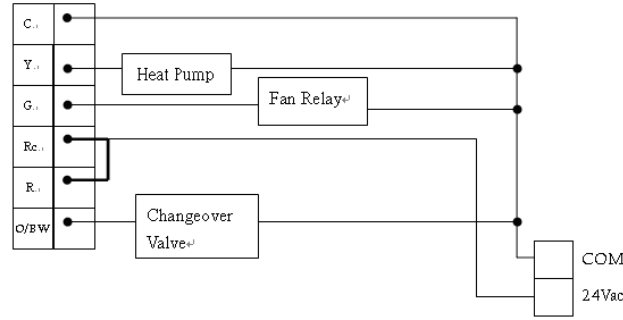 C
Y
Heat Pump
G
Fan Relay↵
Rc
R
O/BW
Changeover
Valve↵
COM
24Vac